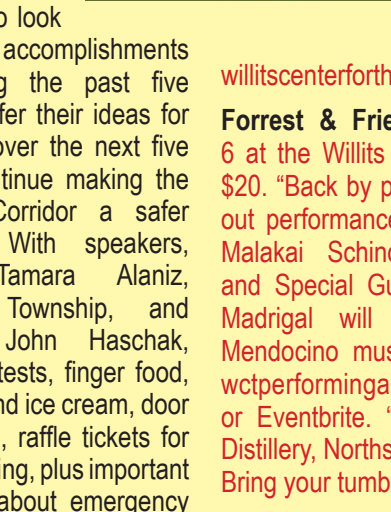 o look
accomplishments
g the past five
fer their ideas for
over the next five
tinue making the
Corridor a safer
With speakers,
Tamara Alaniz,
Township, and
John Haschak,
tests, finger food,
nd ice cream, door
, raffle tickets for
ing, plus important
about emergency
willitscenterforth
Forrest & Frie
6 at the Willits
$20. “Back by p
out performance
Malakai Schind
and Special Gu
Madrigal will
Mendocino mus
wctperforminga
or Eventbrite. “
Distillery, Norths
Bring your tumb